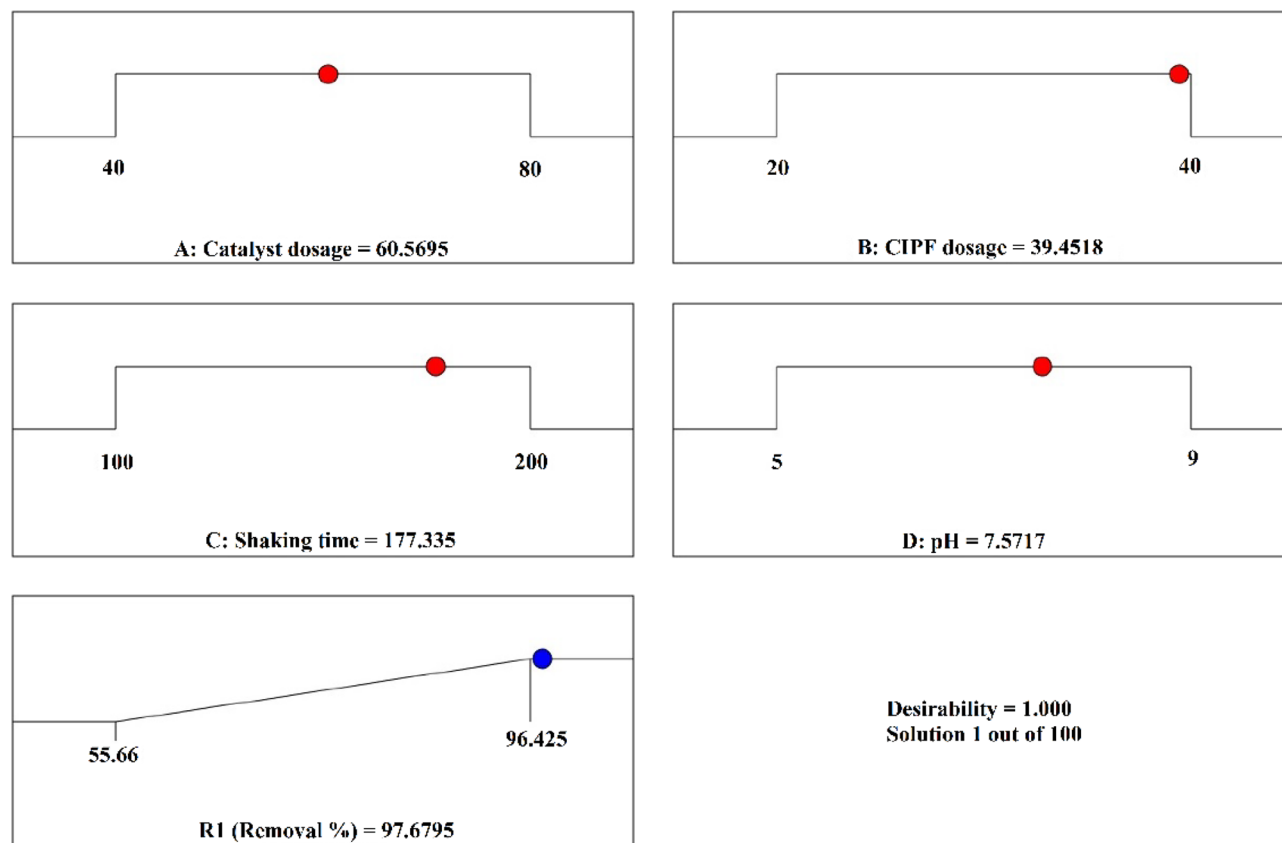 40
80
A: Catalyst dosage = 60.5695
20
40
B: CIPF dosage = 39.4518
100
200
C: Shaking time = 177.335
5
9
D: pH = 7.5717
55.66
96.425
R1 (Removal %) = 97.6795
Desirability = 1.000
Solution 1 out of 100